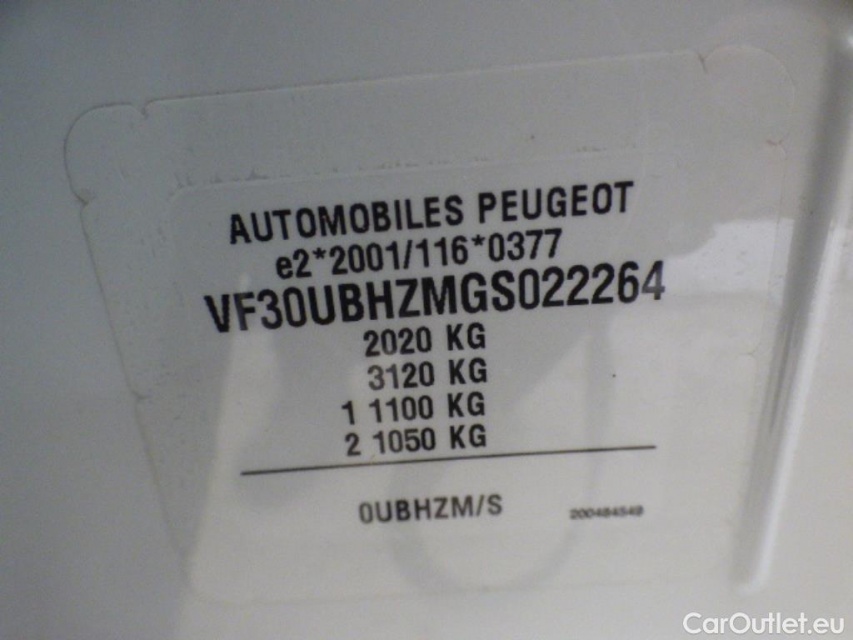 AUTOMOBILES PEUGEOT
e2*2001/116*0377
VF30UBHZMGS022264
2020 KG
3120 KG
1 1100 KG
2 1050 KG
0UBHZM/S
200484549
CarOutlet.eu